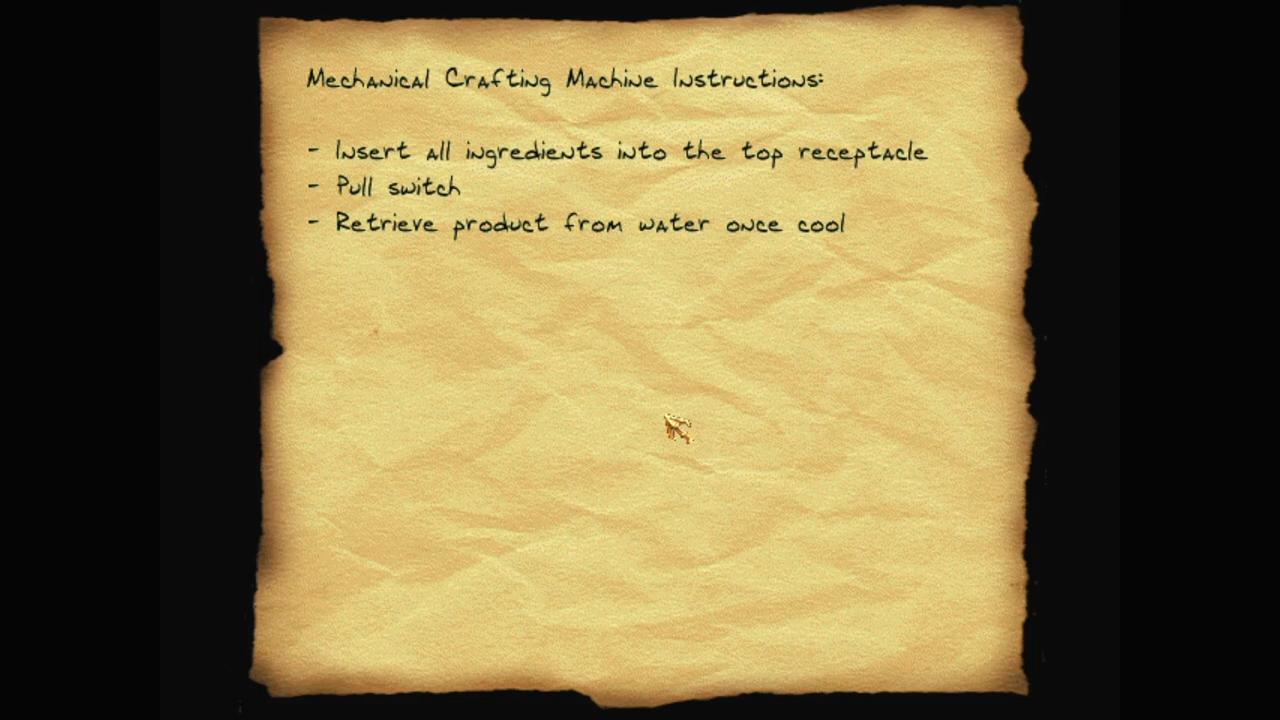 Mechanical Crafting Machine Instructions:
- Insert all ingredients into the top receptacle
- Pull switch
- Retrieve product from water once cool